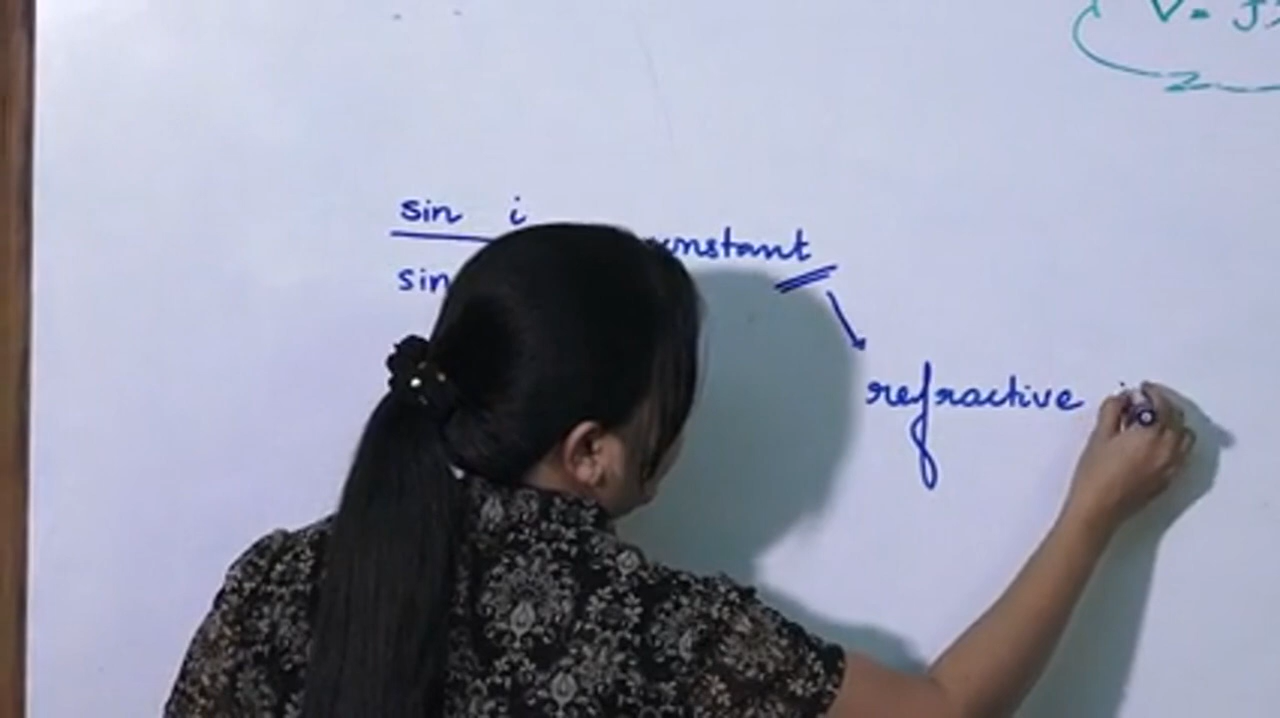 V = f
sin i
constant
sin
refractive